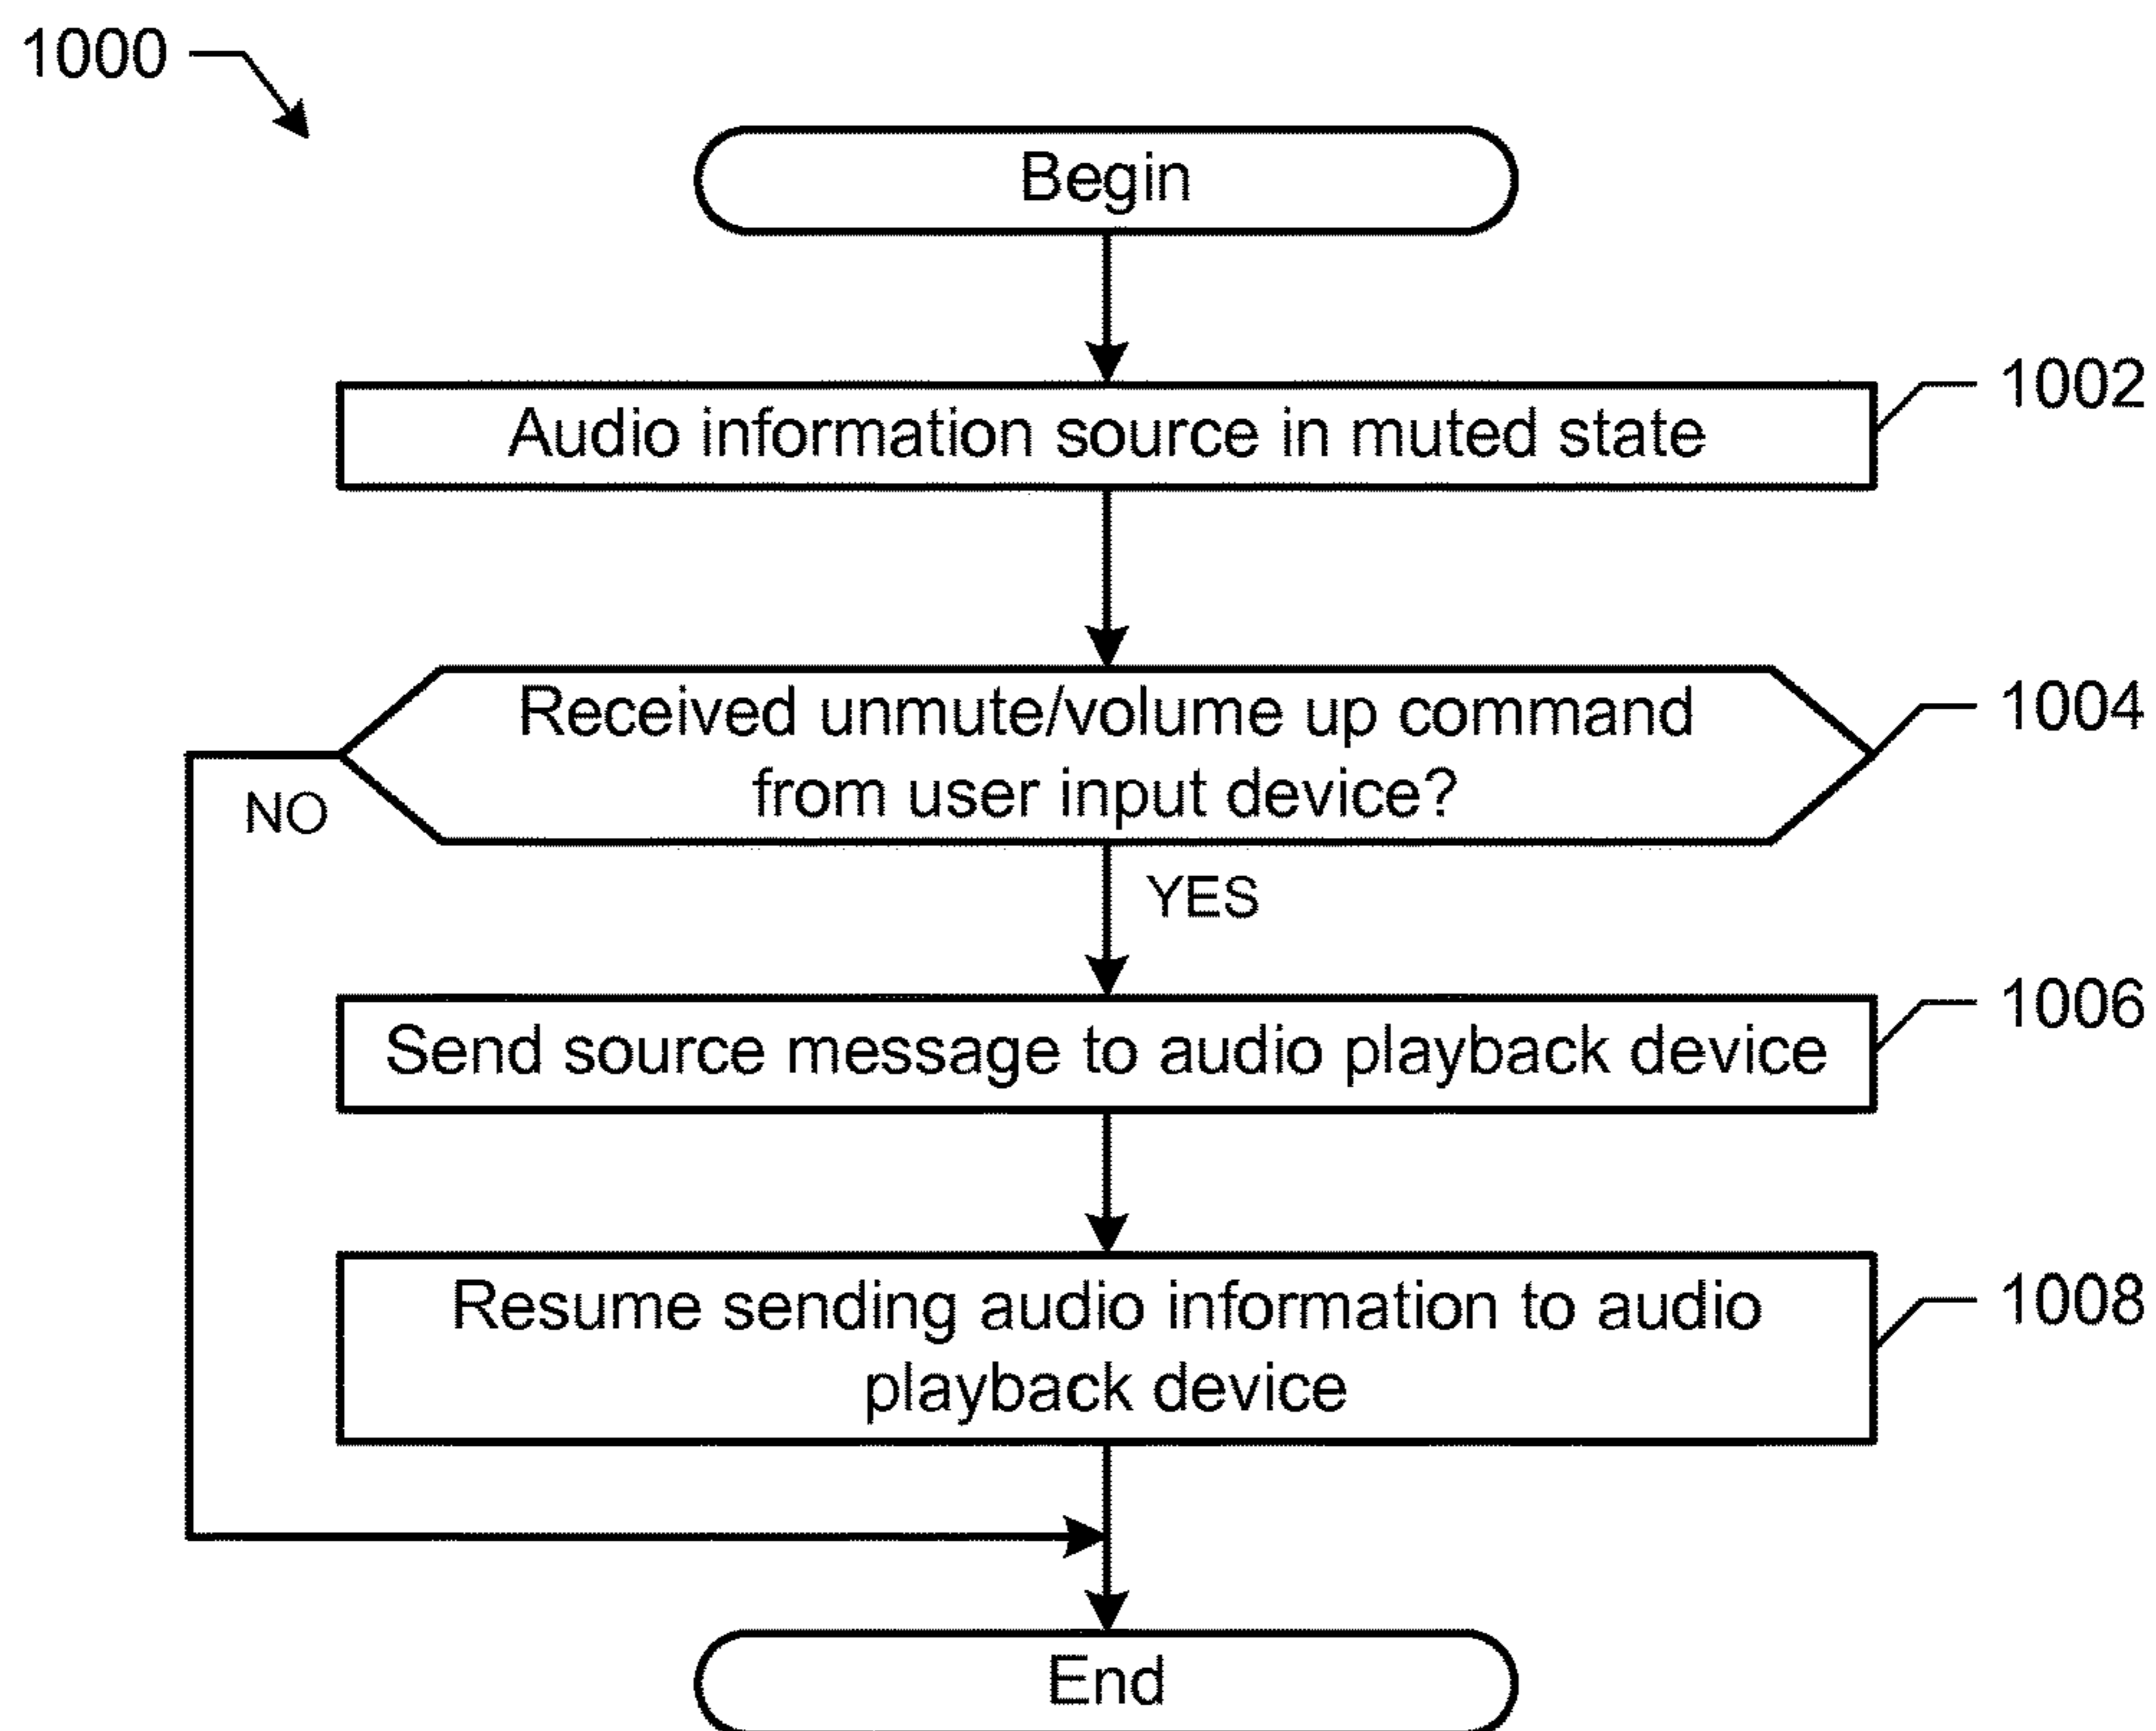 1000
Begin
Audio information source in muted state
1002
Received unmute/volume up command
from user input device?
1004
NO
YES
Send source message to audio playback device
1006
Resume sending audio information to audio
playback device
1008
End